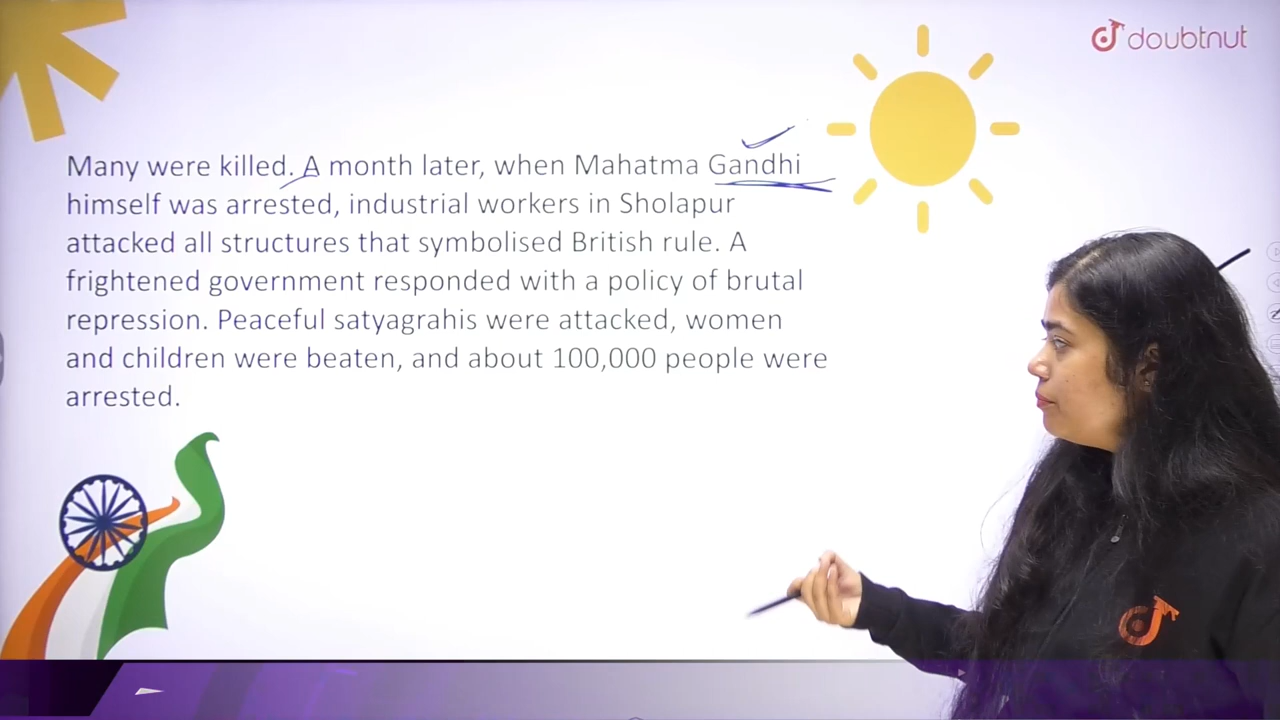 doubtnut
Many were killed. A month later, when Mahatma Gandhi
himself was arrested, industrial workers in Sholapur
attacked all structures that symbolised British rule. A
frightened government responded with a policy of brutal
repression. Peaceful satyagrahis were attacked, women
and children were beaten, and about 100,000 people were
arrested.